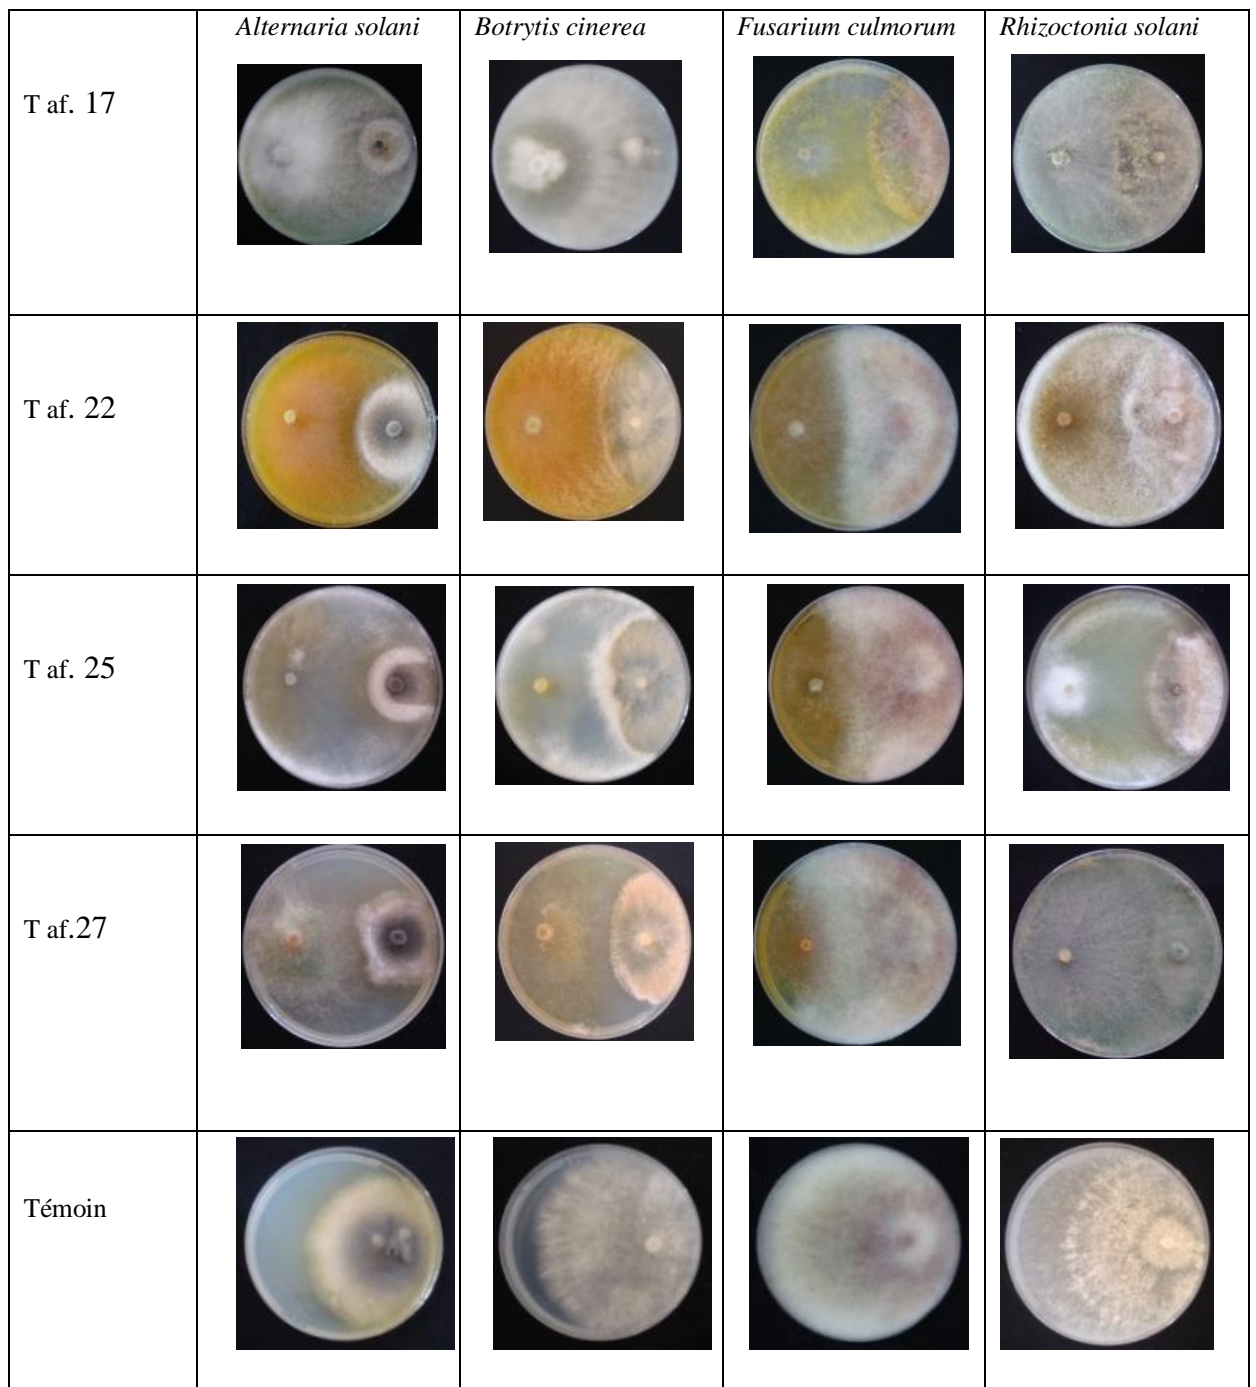 Alternaria solani Botrytis cinerea Fusarium culmorum Rhizoctonia solani
T af. 17
T af. 22
T af. 25
T af.27
Témoin